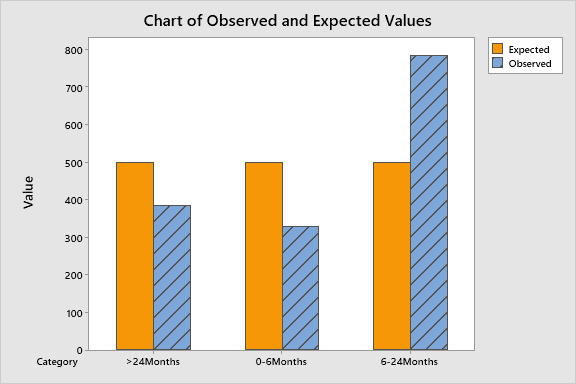 Chart of Observed and Expected Values
Expected
Observed
Value
800
700
600
500
400
300
200
100
0
Category >24Months 0-6Months 6-24Months